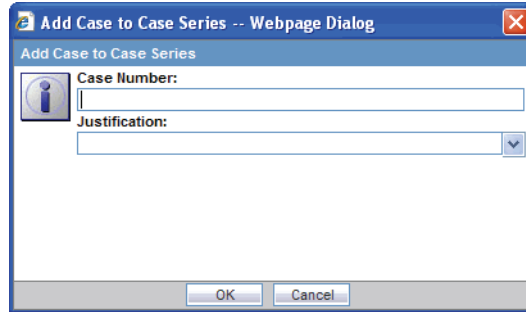 Add Case to Case Series -- Webpage Dialog
Add Case to Case Series
Case Number:
Justification:
OK Cancel